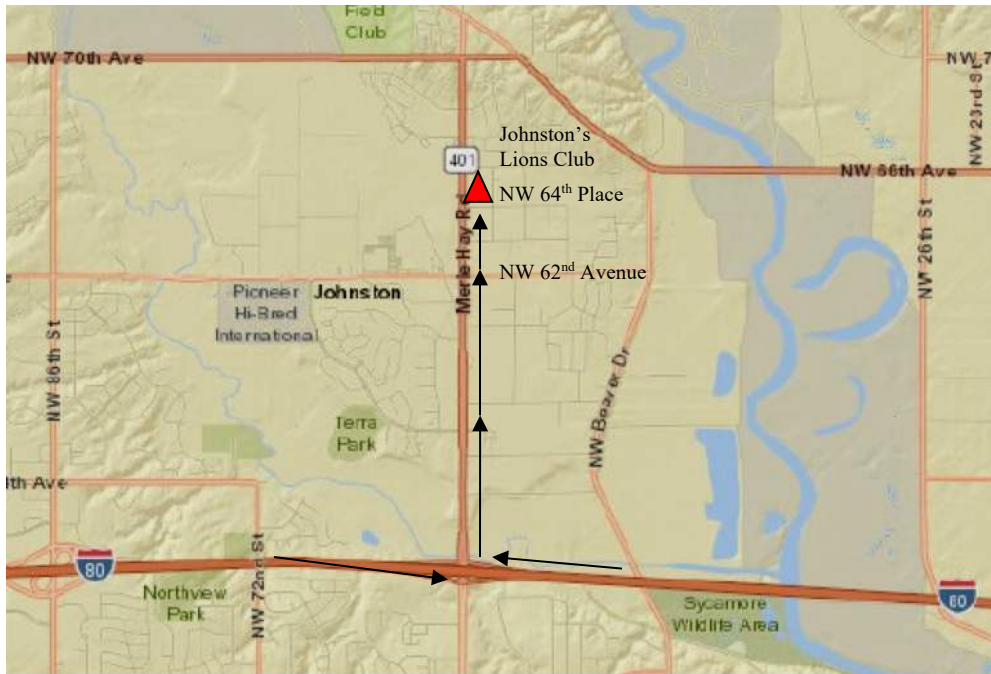 Field
Club
NW 70th Ave
NW 7
NW 23rd St
Johnston’s
Lions Club
401
NW 66th Ave
NW 64th Place
Merle Hay Rd
NW 26th St
NW 62nd Avenue
Pioneer
Hi-Bred
International
Johnston
NW 86th St
NW Beaver Dr
Terra
Park
th Ave
NW 72nd St
80
Northview
Park
Sycamore
Wildlife Area
80